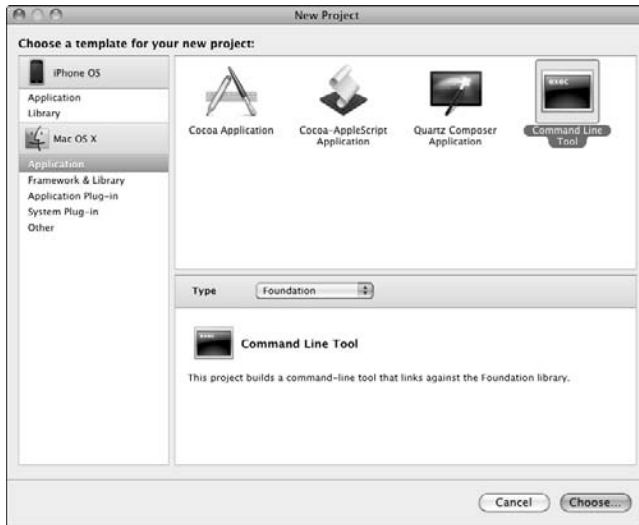 New Project
Choose a template for your new project:
iPhone OS
Application
Library
Mac OS X
Application
Framework & Library
Application Plug-in
System Plug-in
Other
Cocoa Application
Cocoa-AppleScript
Application
Quartz Composer
Application
exec
Command Line
Tool
Type
Foundation
exec
Command Line Tool
This project builds a command-line tool that links against the Foundation library.
Cancel
Choose...